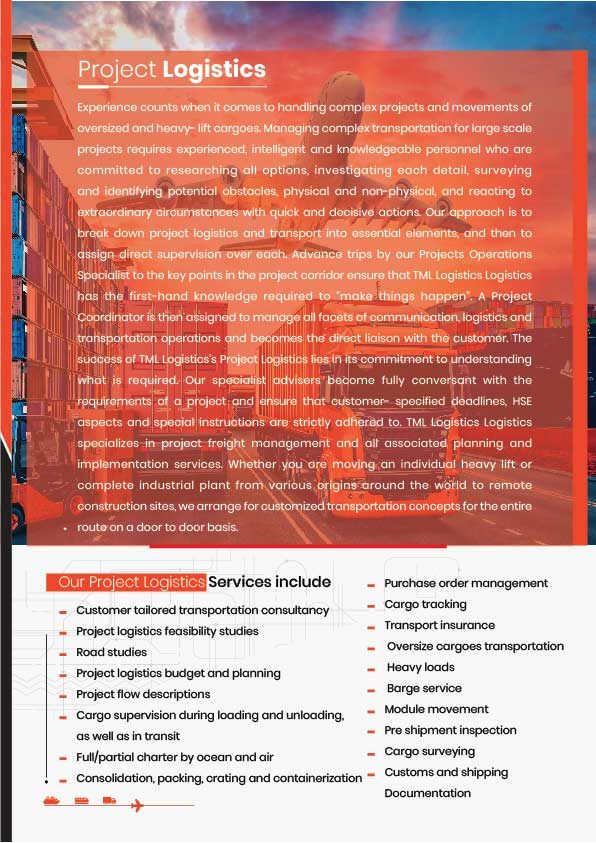 Project Logistics
Experience counts when it comes to handling complex projects and movements of
oversized and heavy- lift cargoes. Managing complex transportation for large scale
projects requires experienced, intelligent and knowledgeable personnel who are
committed to researching all options, investigating each detail, surveying
and identifying potential obstacles, physical and non-physical, and reacting to
extraordinary circumstances with quick and decisive actions. Our approach is to
break down project logistics and transport into essential elements, and then to
assign direct supervision over each. Advance trips by our Projects Operations
Specialist to the key points in the project corridor ensure that TML Logistics Logistics
has the first-hand knowledge required to "make things happen". A Project
Coordinator is then assigned to manage all facets of communication, logistics and
transportation operations and becomes the direct liaison with the customer. The
success of TML Logistics's Project Logistics lies in its commitment to understanding
what is required. Our specialist advisers become fully conversant with the
requirements of a project and ensure that customer- specified deadlines, HSE
aspects and special instructions are strictly adhered to. TML Logistics Logistics
specializes in project freight management and all associated planning and
implementation services. Whether you are moving an individual heavy lift or
complete industrial plant from various origins around the world to remote
construction sites, we arrange for customized transportation concepts for the entire
route on a door to door basis.
Our Project Logistics Services include
Customer tailored transportation consultancy
Project logistics feasibility studies
Road studies
Project logistics budget and planning
Project flow descriptions
Cargo supervision during loading and unloading,
as well as in transit
Full/partial charter by ocean and air
Consolidation, packing, crating and containerization
Purchase order management
Cargo tracking
Transport insurance
Oversize cargoes transportation
Heavy loads
Barge service
Module movement
Pre shipment inspection
Cargo surveying
Customs and shipping
Documentation